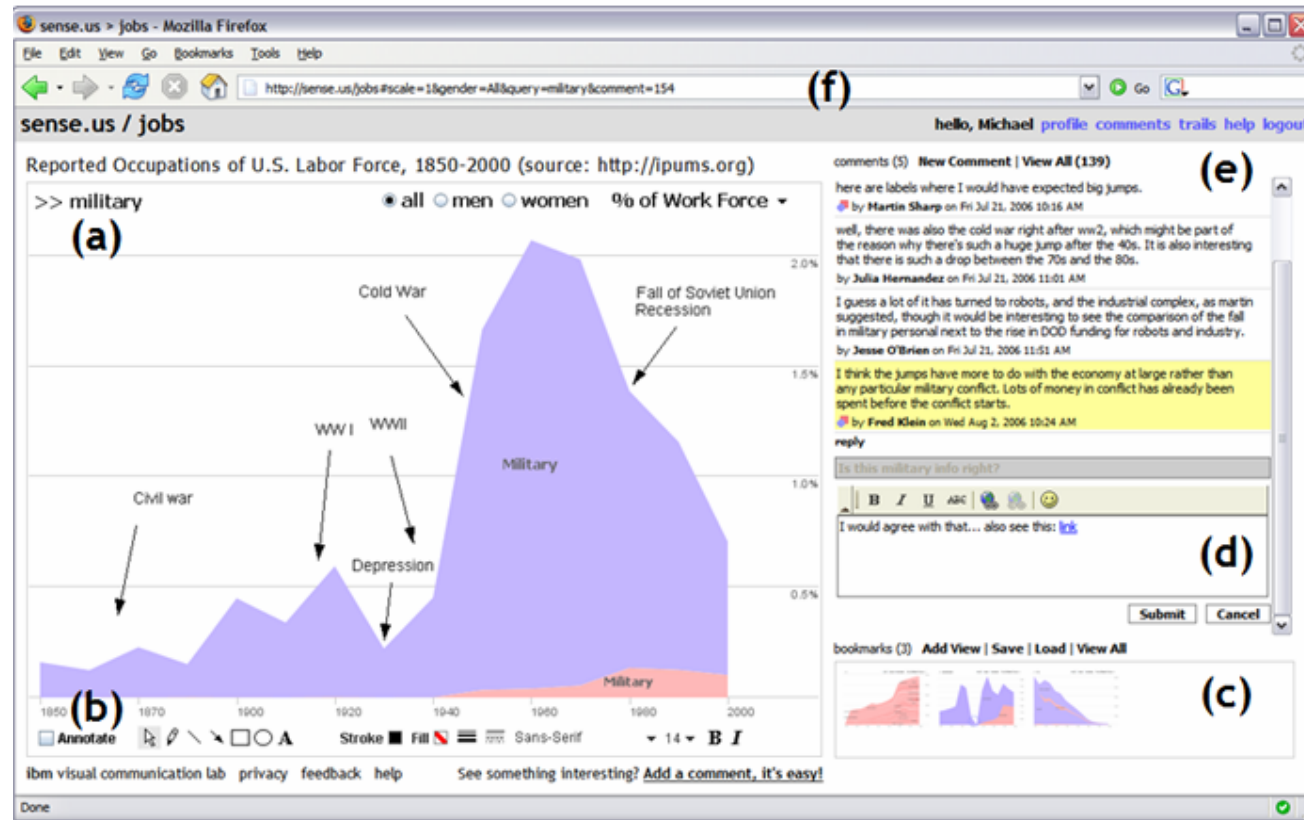 sense.us > jobs - Mozilla Firefox
File Edit View Go Bookmarks Tools Help
http://sense.us/jobs#scale=1&gender=All&query=military&comment=154
(f)
Go
G
sense.us / jobs
hello, Michael profile comments trails help logout
Reported Occupations of U.S. Labor Force, 1850-2000 (source: http://ipums.org)
>> military
all men women % of Work Force
(a)
2.0%
Cold War
Fall of Soviet Union
Recession
1.5%
WW I
WWII
Military
1.0%
Civil war
Depression
0.5%
Military
1850 1870 1900 1920 1940 1960 1980 2000
(b)
Annotate
A
Stroke Fill Sans-Serif 14 B I
ibm visual communication lab privacy feedback help
See something interesting? Add a comment, it's easy!
comments (5) New Comment | View All (139)
(e)
here are labels where I would have expected big jumps.
by Martin Sharp on Fri Jul 21, 2006 10:16 AM
well, there was also the cold war right after ww2, which might be part of
the reason why there's such a huge jump after the 40s. It is also interesting
that there is such a drop between the 70s and the 80s.
by Julia Hernandez on Fri Jul 21, 2006 11:01 AM
I guess a lot of it has turned to robots, and the industrial complex, as martin
suggested, though it would be interesting to see the comparison of the fall
in military personal next to the rise in DOD funding for robots and industry.
by Jesse O'Brien on Fri Jul 21, 2006 11:51 AM
I think the jumps have more to do with the economy at large rather than
any particular military conflict. Lots of money in conflict has already been
spent before the conflict starts.
by Fred Klein on Wed Aug 2, 2006 10:24 AM
reply
Is this military info right?
B I U ABC
I would agree with that... also see this: link
(d)
Submit Cancel
bookmarks (3) Add View | Save | Load | View All
(c)
Done